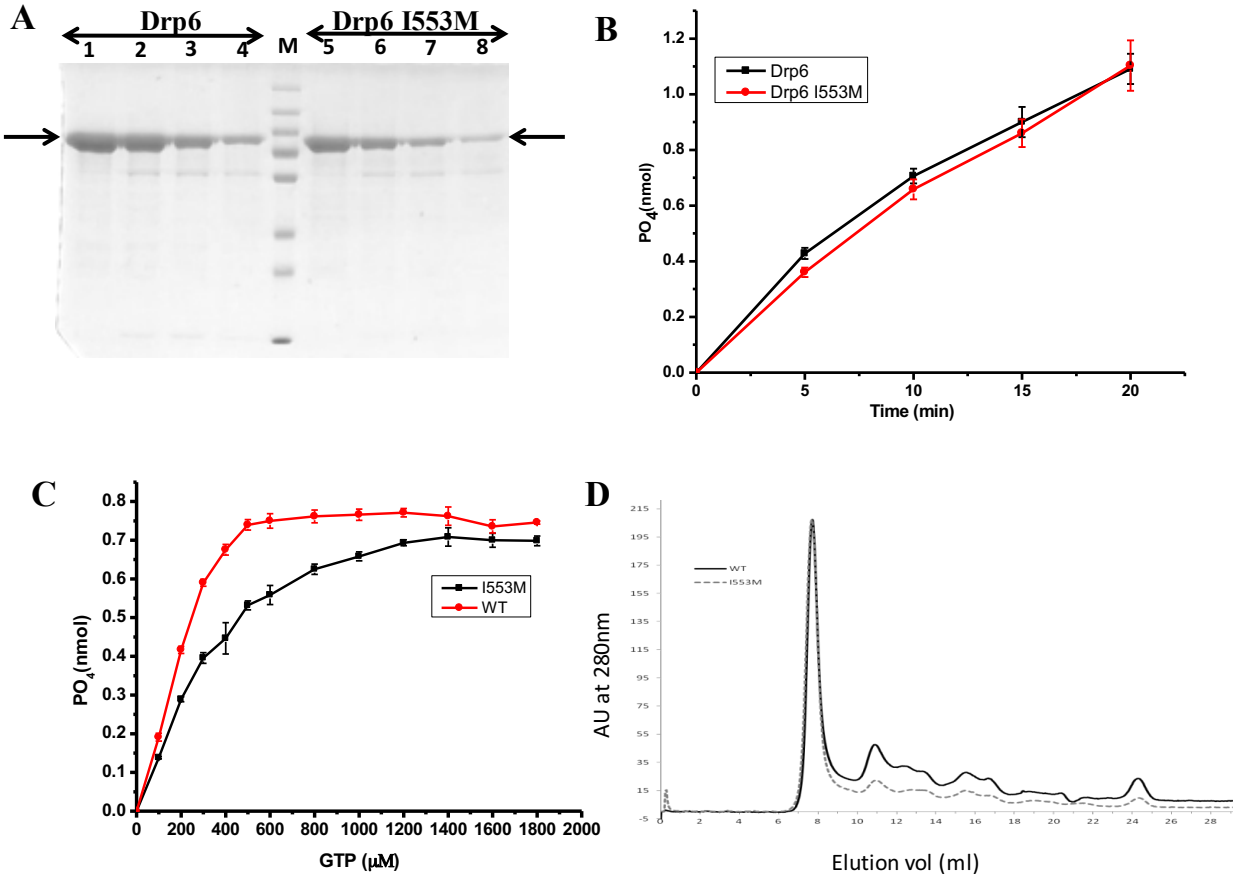 A
Drp6
Drp6 I553M
1 2 3 4 M 5 6 7 8
B
1.2
1.0
0.8
0.6
0.4
0.2
0.0
PO4(nmol)
Drp6
Drp6 I553M
0 5 10 15 20
Time (min)
C
0.8
0.7
0.6
0.5
0.4
0.3
0.2
0.1
0.0
PO4(nmol)
I553M
WT
0 200 400 600 800 1000 1200 1400 1600 1800 2000
GTP (µM)
D
215
195
175
155
135
115
95
75
55
35
15
-5
AU at 280nm
WT
I553M
0 2 4 6 8 10 12 14 16 18 20 22 24 26 28
Elution vol (ml)